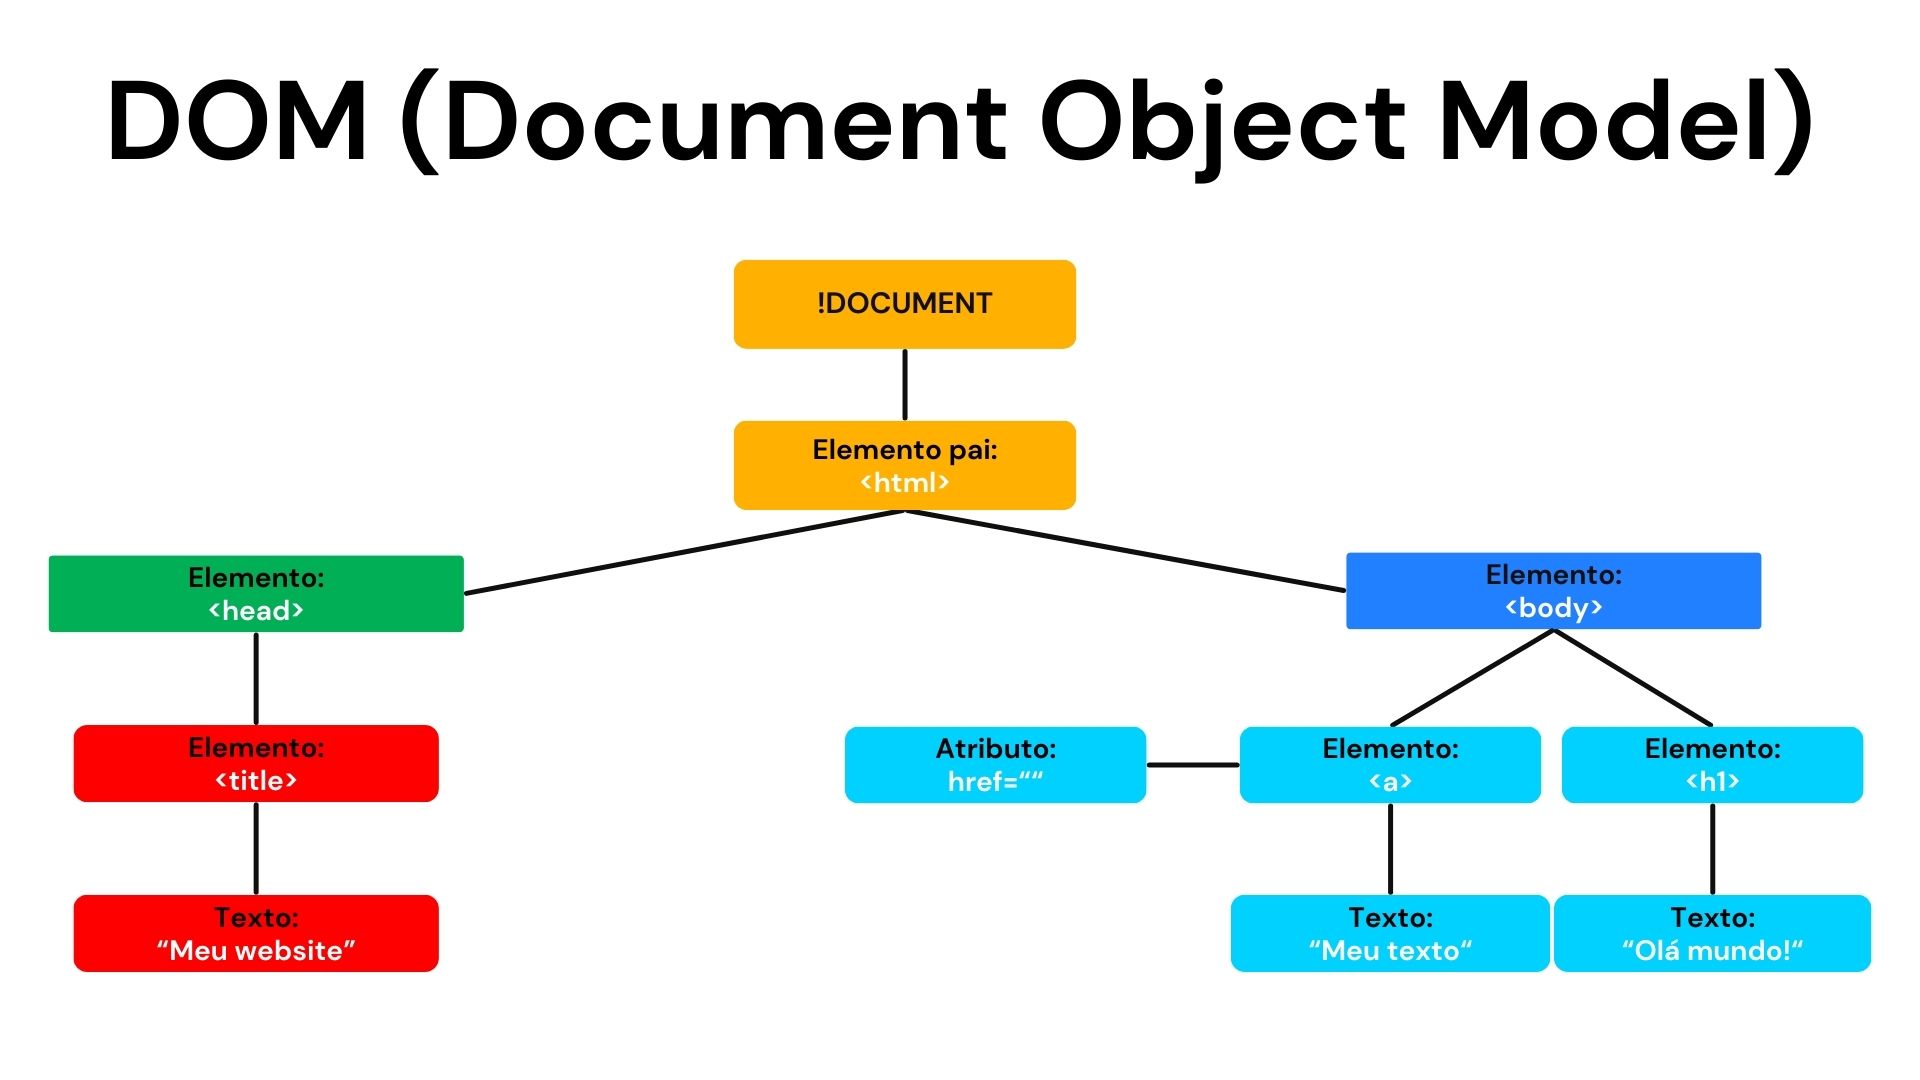 DOM (Document Object Model)
!DOCUMENT
Elemento pai:
<html>
Elemento:
<head>
Elemento:
<body>
Elemento:
<title>
Atributo:
href=““
Elemento:
<a>
Elemento:
<h1>
Texto:
“Meu website”
Texto:
“Meu texto“
Texto:
“Olá mundo!“